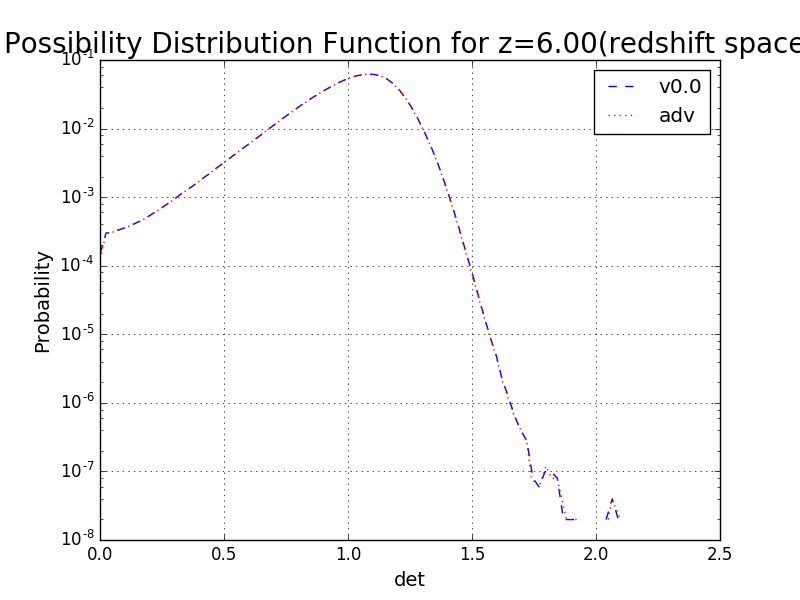 Possibility Distribution Function for z=6.00(redshift space
10^-1
10^-2
10^-3
10^-4
10^-5
10^-6
10^-7
10^-8
Probability
v0.0
adv
0.0 0.5 1.0 1.5 2.0 2.5
det